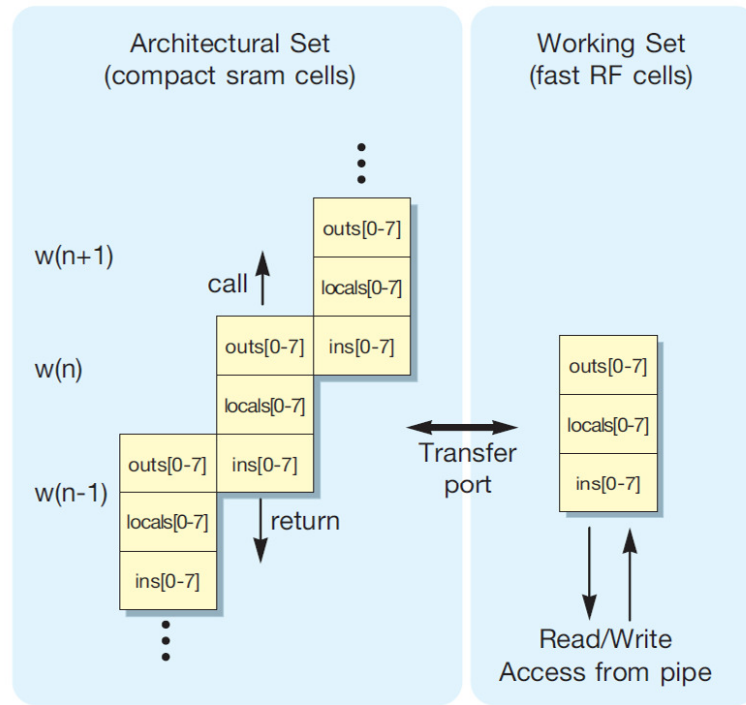 Architectural Set
(compact sram cells)
Working Set
(fast RF cells)
w(n+1)
w(n)
w(n-1)
call
return
outs[0-7]
locals[0-7]
outs[0-7]
ins[0-7]
locals[0-7]
outs[0-7]
ins[0-7]
locals[0-7]
ins[0-7]
Transfer
port
outs[0-7]
locals[0-7]
ins[0-7]
Read/Write
Access from pipe